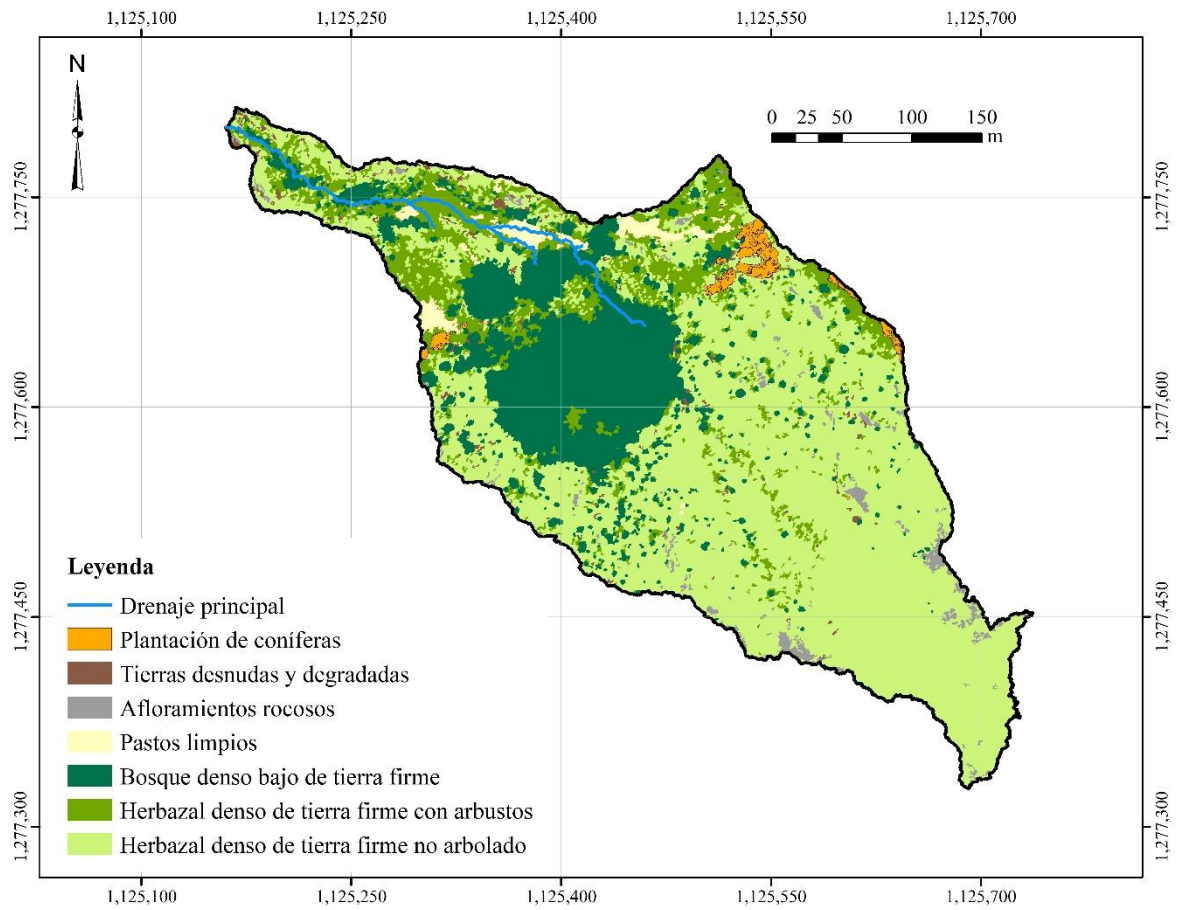 1,125,100 1,125,250 1,125,400 1,125,550 1,125,700
N
0 25 50 100 150
m
1,277,750 1,277,750
1,277,600 1,277,600
Leyenda
Drenaje principal
1,277,450 1,277,450
Plantación de coníferas
Tierras desnudas y degradadas
Afloramientos rocosos
Pastos limpios
Bosque denso bajo de tierra firme
Herbazal denso de tierra firme con arbustos
1,277,300 1,277,300
Herbazal denso de tierra firme no arbolado
1,125,100 1,125,250 1,125,400 1,125,550 1,125,700